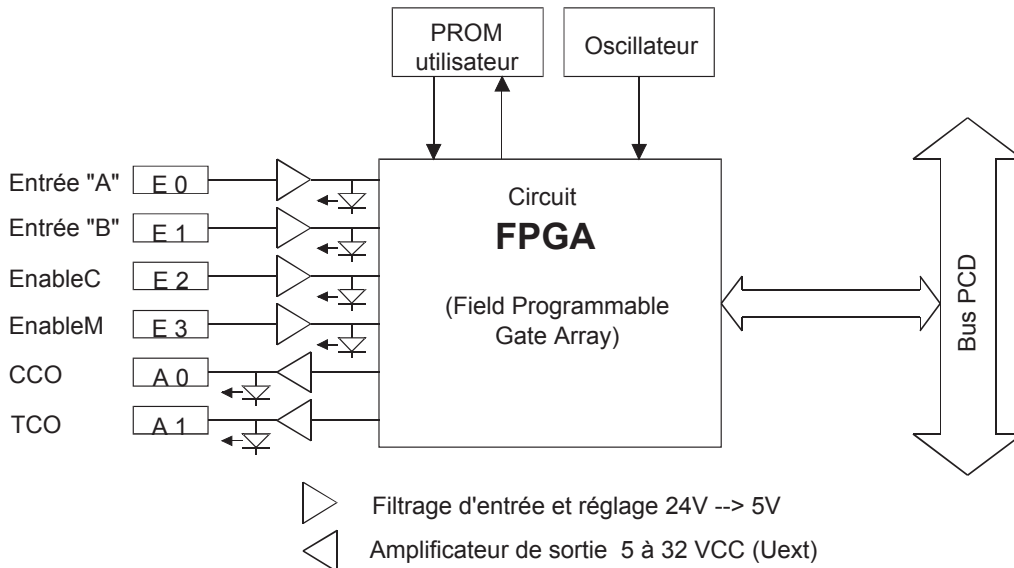 PROM
utilisateur
Oscillateur
Entrée "A" E 0
Entrée "B" E 1
EnableC E 2
EnableM E 3
CCO A 0
TCO A 1
Circuit
FPGA
(Field Programmable
Gate Array)
Bus PCD
Filtrage d'entrée et réglage 24V --> 5V
Amplificateur de sortie 5 à 32 VCC (Uext)